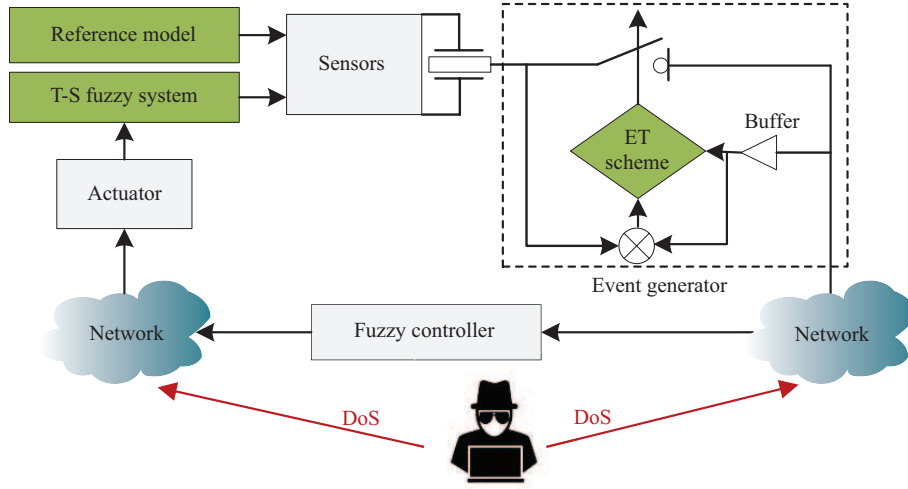 Reference model
T-S fuzzy system
Sensors
ET
scheme
Buffer
Actuator
Event generator
Network
Fuzzy controller
Network
DoS
DoS